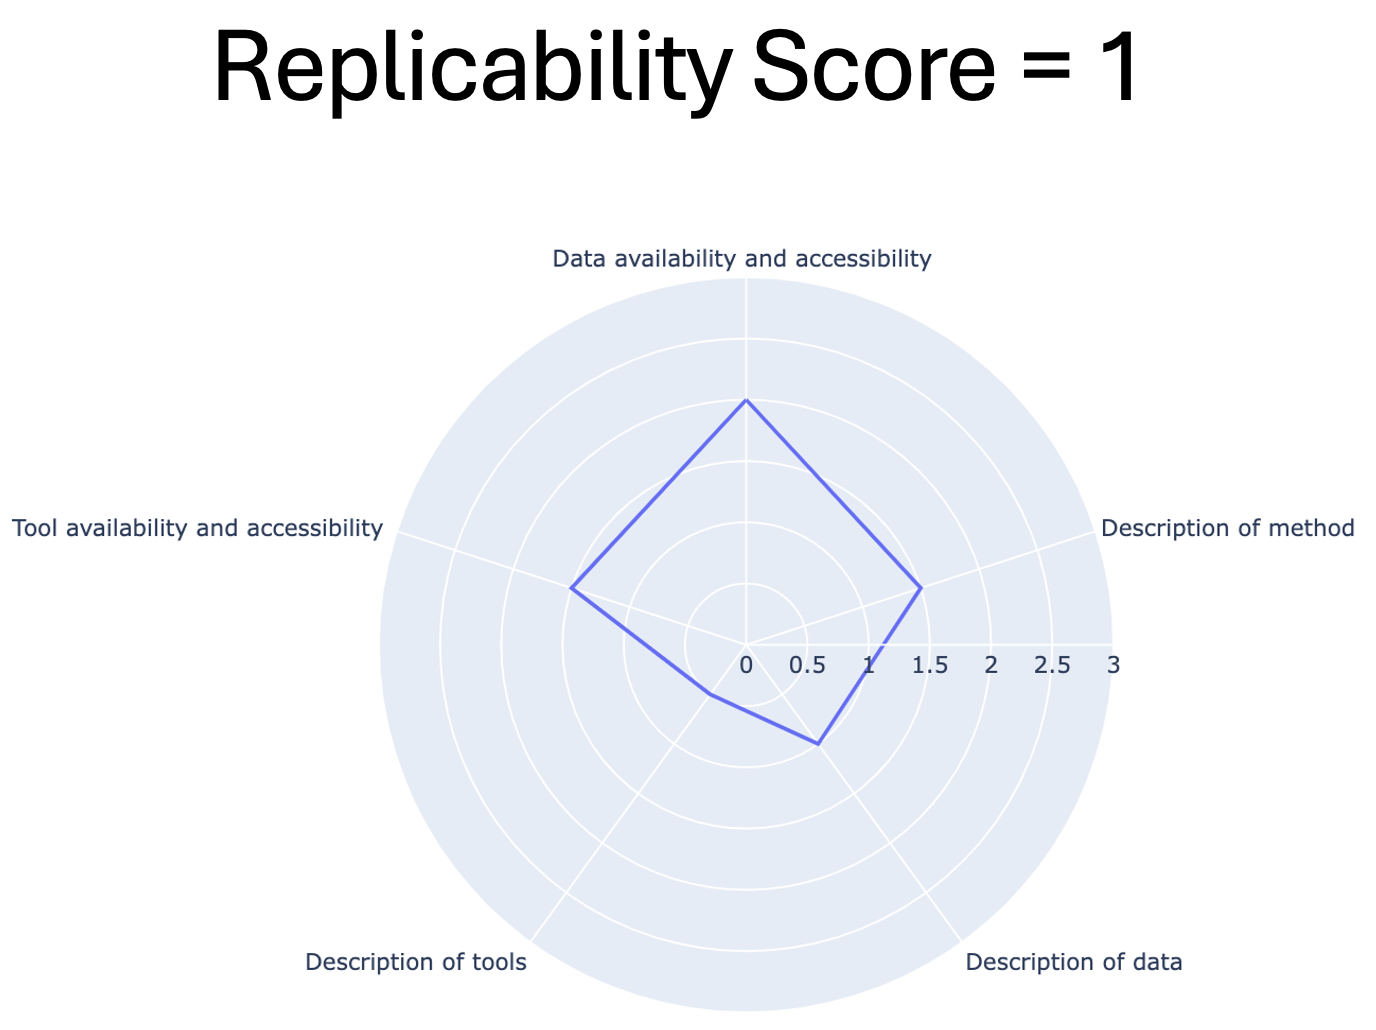 Replicability Score = 1
Data availability and accessibility
Tool availability and accessibility
Description of method
0 0.5 1 1.5 2 2.5 3
Description of tools
Description of data